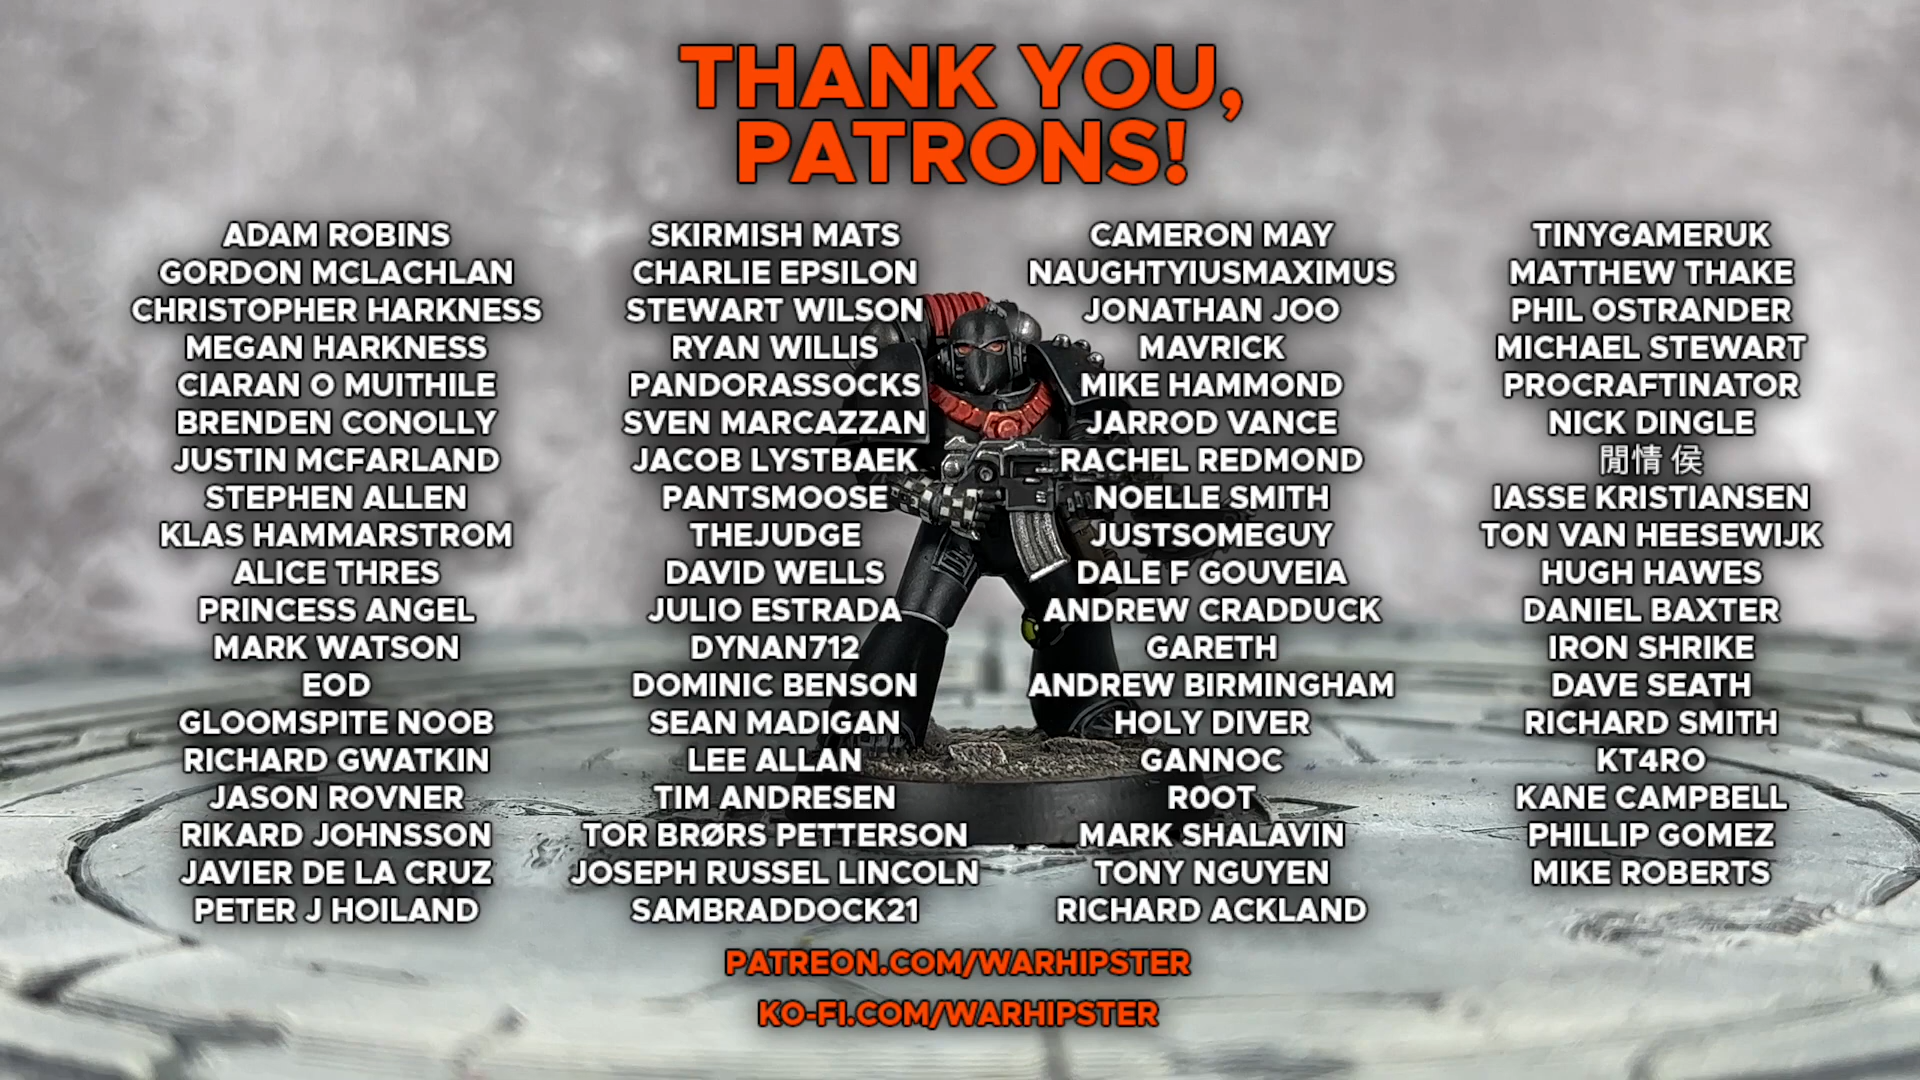 THANK YOU,
PATRONS!
ADAM ROBINS
GORDON MCLACHLAN
CHRISTOPHER HARKNESS
MEGAN HARKNESS
CIARAN O MUITHILE
BRENDEN CONOLLY
JUSTIN MCFARLAND
STEPHEN ALLEN
KLAS HAMMARSTROM
ALICE THRES
PRINCESS ANGEL
MARK WATSON
EOD
GLOOMSPITE NOOB
RICHARD GWATKIN
JASON ROVNER
RIKARD JOHNSSON
JAVIER DE LA CRUZ
PETER J HOILAND
SKIRMISH MATS
CHARLIE EPSILON
STEWART WILSON
RYAN WILLIS
PANDORASSOCKS
SVEN MARCAZZAN
JACOB LYSTBAEK
PANTSMOOSE
THEJUDGE
DAVID WELLS
JULIO ESTRADA
DYNAN712
DOMINIC BENSON
SEAN MADIGAN
LEE ALLAN
TIM ANDRESEN
TOR BRØRS PETTERSON
JOSEPH RUSSEL LINCOLN
SAMBRADDOCK21
CAMERON MAY
NAUGHTYIUSMAXIMUS
JONATHAN JOO
MAVRICK
MIKE HAMMOND
JARROD VANCE
RACHEL REDMOND
NOELLE SMITH
JUSTSOMEGUY
DALE F GOUVEIA
ANDREW CRADDUCK
GARETH
ANDREW BIRMINGHAM
HOLY DIVER
GANNOC
R0OT
MARK SHALAVIN
TONY NGUYEN
RICHARD ACKLAND
TINYGAMERUK
MATTHEW THAKE
PHIL OSTRANDER
MICHAEL STEWART
PROCRAFTINATOR
NICK DINGLE
閒情 侯
IASSE KRISTIANSEN
TON VAN HEESEWIJK
HUGH HAWES
DANIEL BAXTER
IRON SHRIKE
DAVE SEATH
RICHARD SMITH
KT4RO
KANE CAMPBELL
PHILLIP GOMEZ
MIKE ROBERTS
PATREON.COM/WARHIPSTER
KO-FI.COM/WARHIPSTER